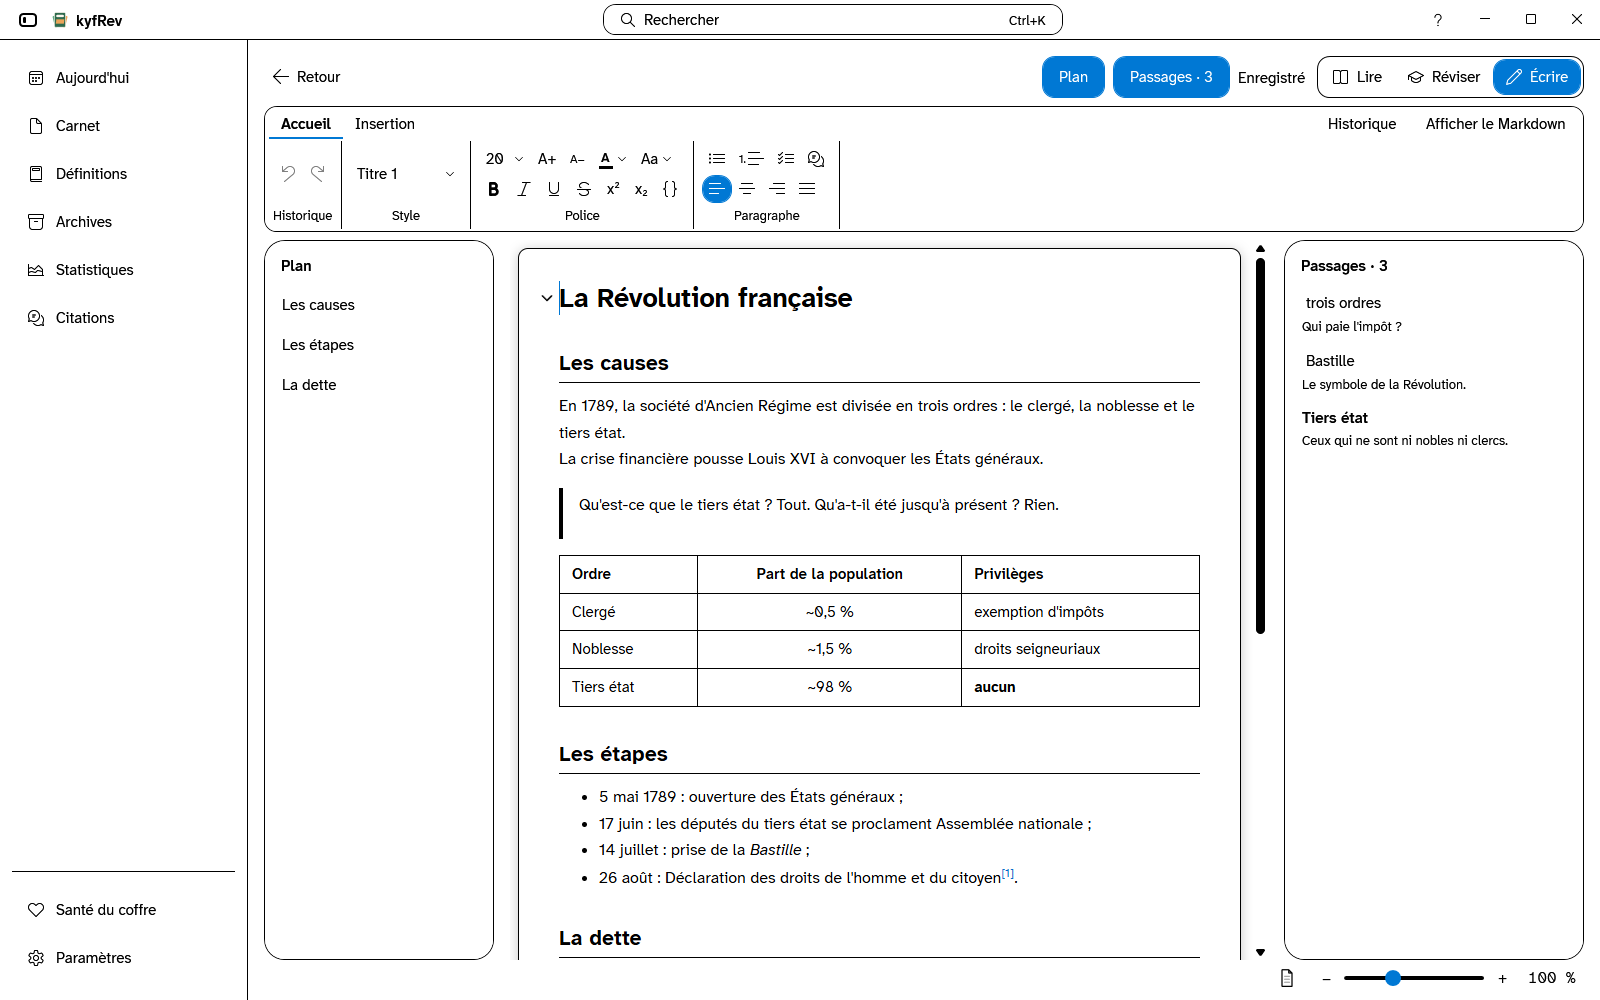 kyfRev
Rechercher
Ctrl+K
?
Aujourd'hui
Carnet
Définitions
Archives
Statistiques
Citations
Santé du coffre
Paramètres
Retour
Plan
Passages · 3
Enregistré
Lire
Réviser
Écrire
Accueil
Insertion
Historique
Afficher le Markdown
Historique
Titre 1
Style
20
A+
A−
A
Aa
B I U S x² x₂ {}
Police
Paragraphe
Plan
Les causes
Les étapes
La dette
La Révolution française
Les causes
En 1789, la société d'Ancien Régime est divisée en trois ordres : le clergé, la noblesse et le
tiers état.
La crise financière pousse Louis XVI à convoquer les États généraux.
Qu'est-ce que le tiers état ? Tout. Qu'a-t-il été jusqu'à présent ? Rien.
Ordre Part de la population Privilèges
Clergé ~0,5 % exemption d'impôts
Noblesse ~1,5 % droits seigneuriaux
Tiers état ~98 % aucun
Les étapes
• 5 mai 1789 : ouverture des États généraux ;
• 17 juin : les députés du tiers état se proclament Assemblée nationale ;
• 14 juillet : prise de la Bastille ;
• 26 août : Déclaration des droits de l'homme et du citoyen[1].
La dette
Passages · 3
trois ordres
Qui paie l'impôt ?
Bastille
Le symbole de la Révolution.
Tiers état
Ceux qui ne sont ni nobles ni clercs.
− + 100 %